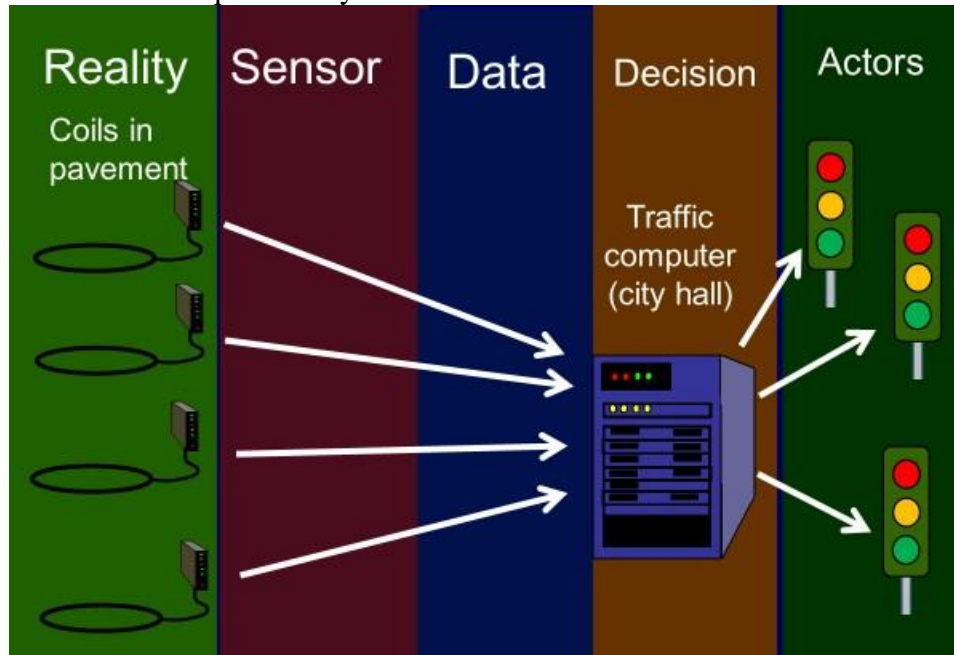 Reality
Sensor
Data
Decision
Actors
Coils in
pavement
Traffic
computer
(city hall)